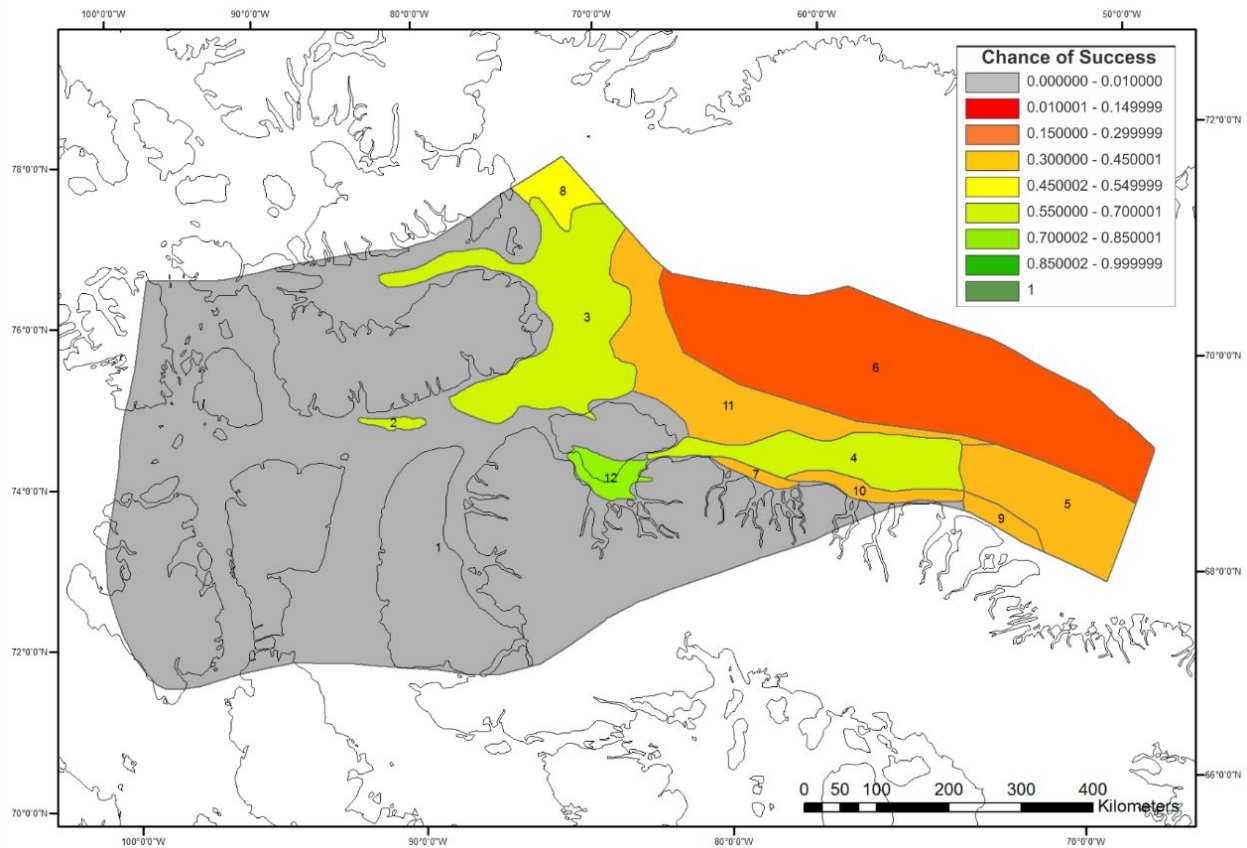 100°0'0"W 90°0'0"W 80°0'0"W 70°0'0"W 60°0'0"W 50°0'0"W
Chance of Success
0.000000 - 0.010000
0.010001 - 0.149999
0.150000 - 0.299999
0.300000 - 0.450001
0.450002 - 0.549999
0.550000 - 0.700001
0.700002 - 0.850001
0.850002 - 0.999999
1
72°0'0"N
78°0'0"N
8
3
76°0'0"N
70°0'0"N
6
11
2
4
7
12
74°0'0"N
10
5
9
1
68°0'0"N
72°0'0"N
66°0'0"N
0 50 100 200 300 400
Kilometers
70°0'0"N
100°0'0"W 90°0'0"W 80°0'0"W 70°0'0"W